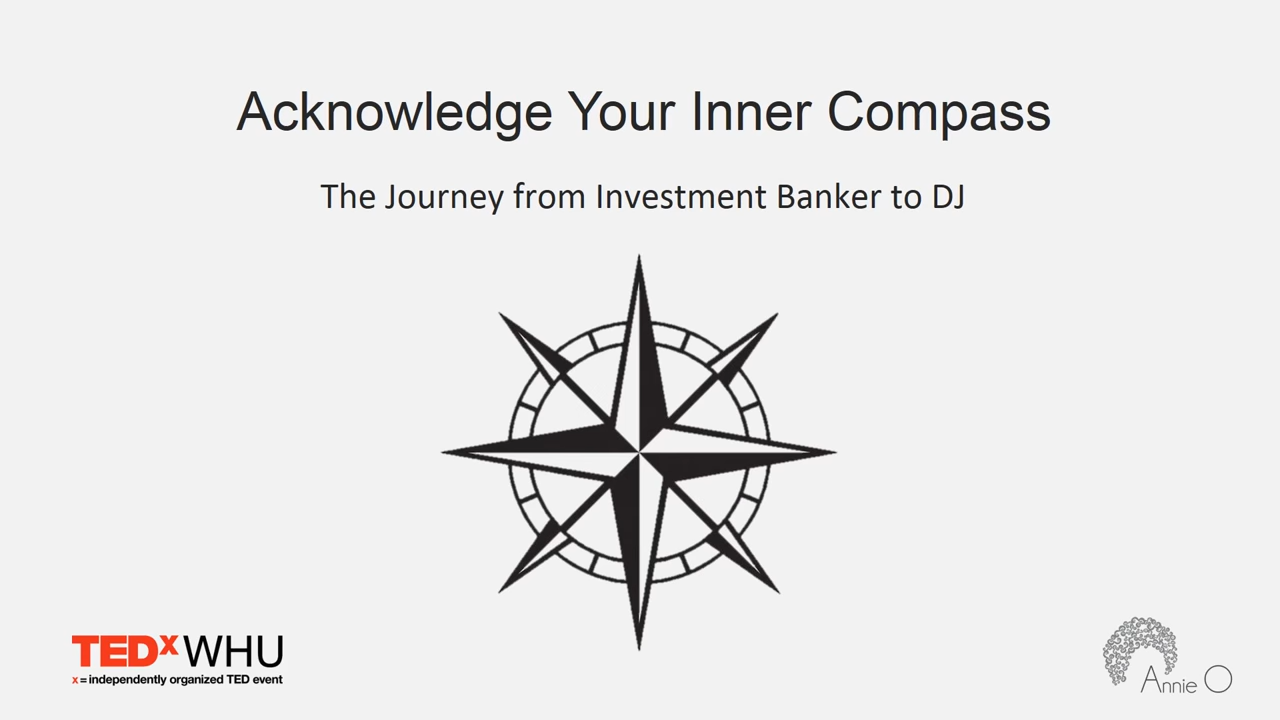 Acknowledge Your Inner Compass
The Journey from Investment Banker to DJ
TEDxWHU
x = independently organized TED event
Annie O